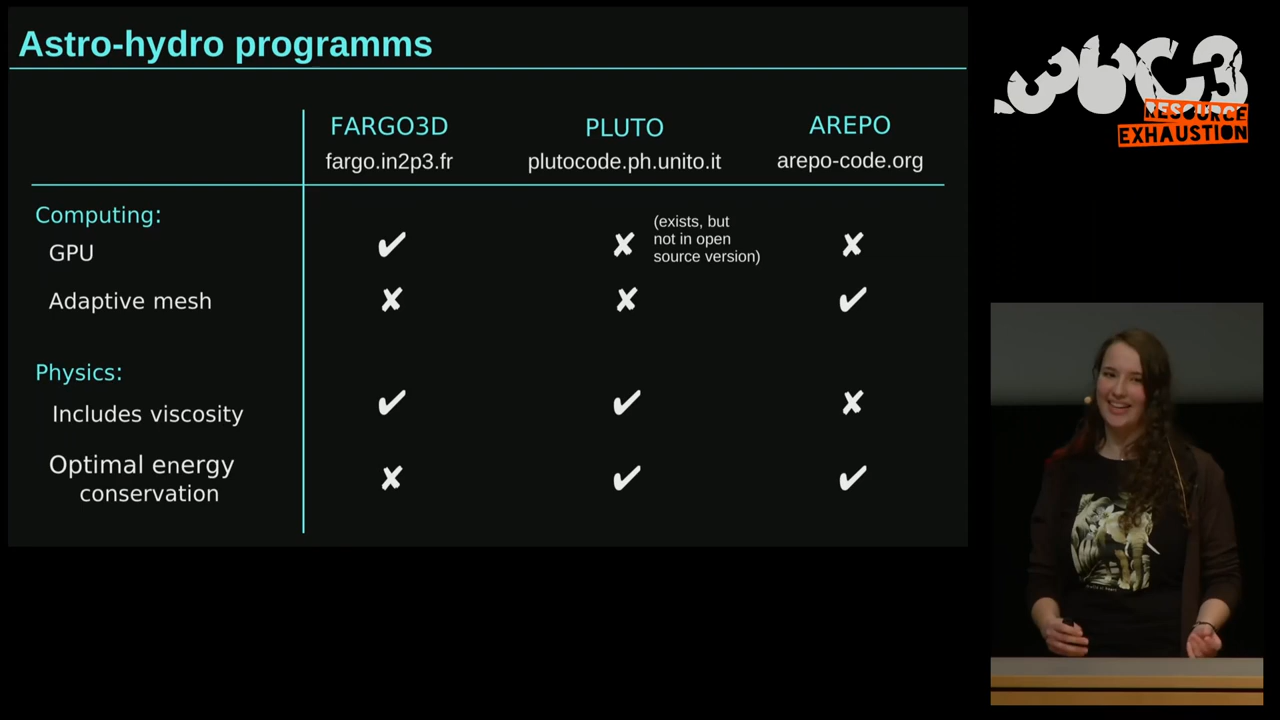 Astro-hydro programms
FARGO3D PLUTO AREPO
fargo.in2p3.fr plutocode.ph.unito.it arepo-code.org
Computing:
GPU ✔ ✘ (exists, but
not in open
source version) ✘
Adaptive mesh ✘ ✘ ✔
Physics:
Includes viscosity ✔ ✔ ✘
Optimal energy
conservation ✘ ✔ ✔
36C3
RESOURCE
EXHAUSTION